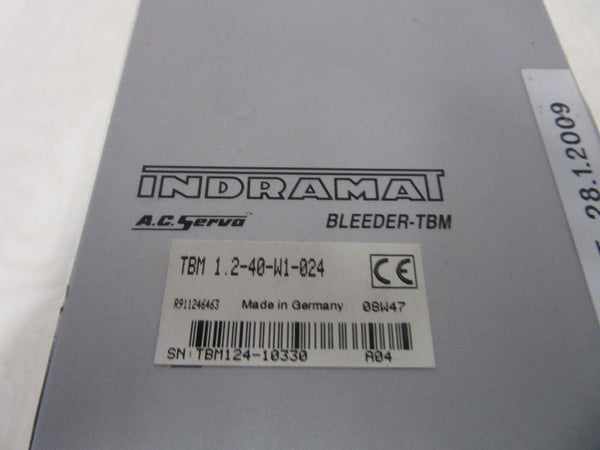 INDRAMAT
A.C. Servo™ BLEEDER-TBM
TBM 1.2-40-W1-024 CE
R911246463 Made in Germany 08W47
SN:TBM124-10330 A04
28.1.2009